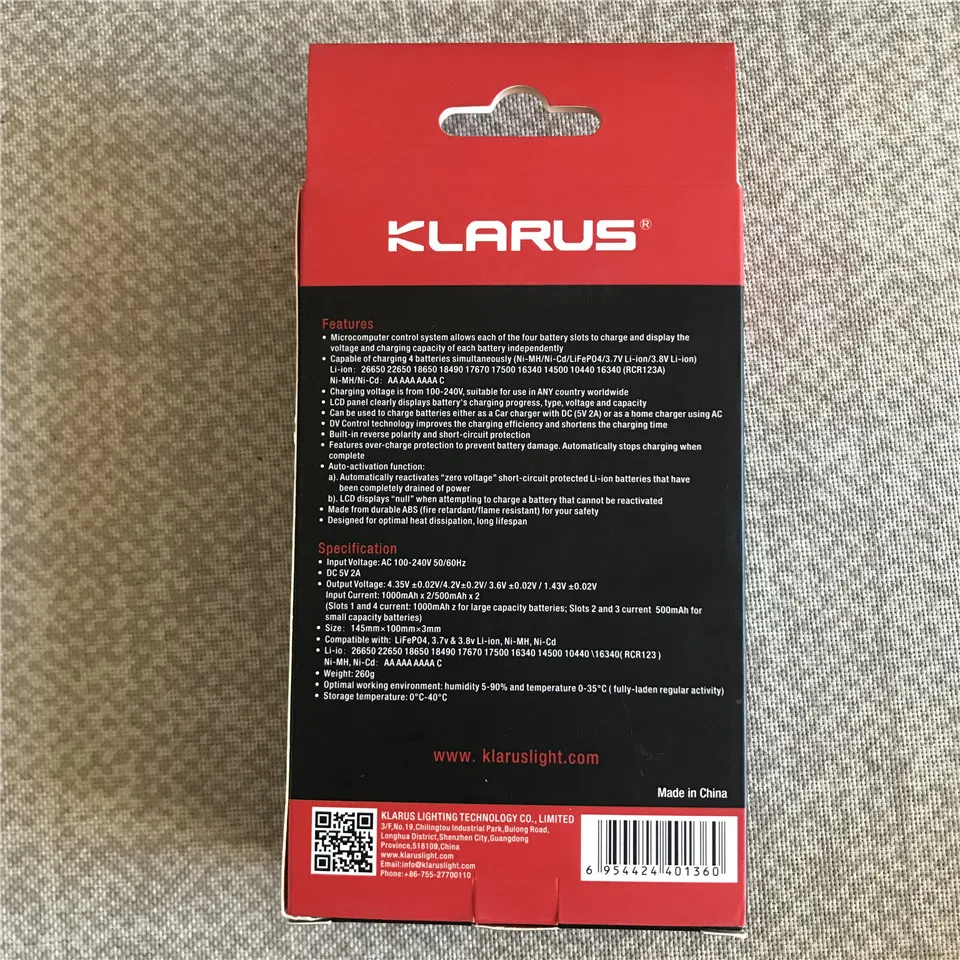 KLARUS®
Features
• Microcomputer control system allows each of the four battery slots to charge and display the
voltage and charging capacity of each battery independently
• Capable of charging 4 batteries simultaneously (Ni-MH/Ni-Cd/LiFePO4/3.7V Li-ion/3.8V Li-ion)
Li-ion: 26650 22650 18650 18490 17670 17500 16340 14500 10440 16340 (RCR123A)
Ni-MH/Ni-Cd: AA AAA AAAA C
• Charging voltage is from 100-240V, suitable for use in ANY country worldwide
• LCD panel clearly displays battery's charging progress, type, voltage and capacity
• Can be used to charge batteries either as a Car charger with DC (5V 2A) or as a home charger using AC
• DV Control technology improves the charging efficiency and shortens the charging time
• Built-in reverse polarity and short-circuit protection
• Features over-charge protection to prevent battery damage. Automatically stops charging when
complete
• Auto-activation function:
a). Automatically reactivates "zero voltage" short-circuit protected Li-ion batteries that have
been completely drained of power
b). LCD displays "null" when attempting to charge a battery that cannot be reactivated
• Made from durable ABS (fire retardant/flame resistant) for your safety
• Designed for optimal heat dissipation, long lifespan
Specification
• Input Voltage: AC 100-240V 50/60Hz
• DC 5V 2A
• Output Voltage: 4.35V ±0.02V/4.2V±0.2V/ 3.6V ±0.02V / 1.43V ±0.02V
Input Current: 1000mAh x 2/500mAh x 2
(Slots 1 and 4 current: 1000mAh z for large capacity batteries; Slots 2 and 3 current 500mAh for
small capacity batteries)
• Size: 145mm×100mm×3mm
• Compatible with: LiFePO4, 3.7v & 3.8v Li-ion, Ni-MH, Ni-Cd
• Li-io: 26650 22650 18650 18490 17670 17500 16340 14500 10440 \16340( RCR123 )
Ni-MH, Ni-Cd: AA AAA AAAA C
• Weight: 260g
• Optimal working environment: humidity 5-90% and temperature 0-35°C ( fully-laden regular activity)
• Storage temperature: 0°C-40°C
www. klaruslight.com
Made in China
KLARUS LIGHTING TECHNOLOGY CO., LIMITED
3/F,No.19,Chilingtou Industrial Park,Bulong Road,
Longhua District,Shenzhen City,Guangdong
Province,518109,China
www.klaruslight.com
Email:info@klaruslight.com
Phone:+86-755-27700110
6 954424 401360